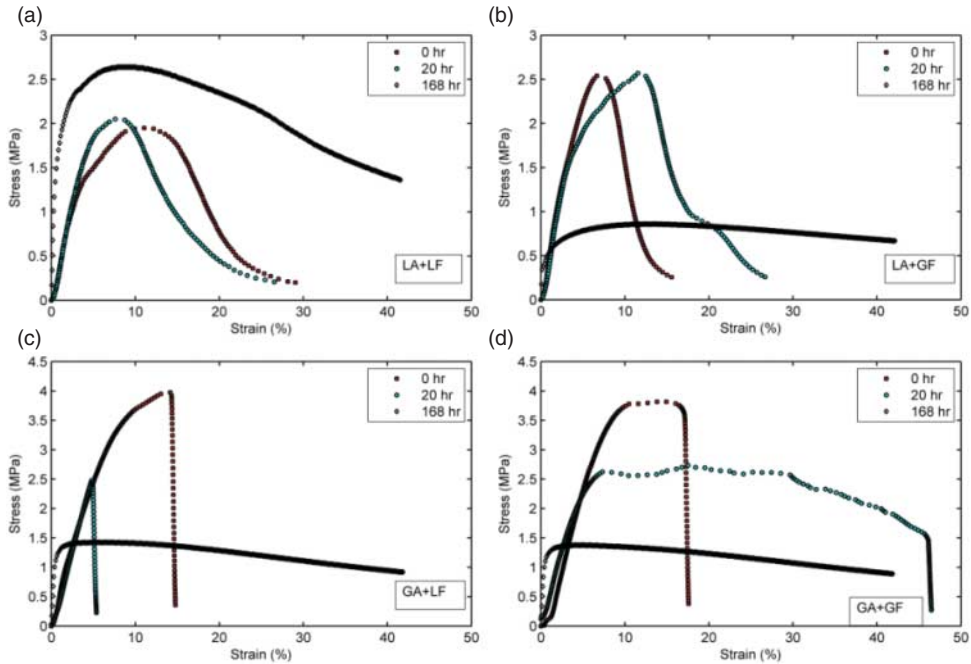 (a)
3
2.5
2
1.5
1
0.5
0
Stress (MPa)
0 hr
20 hr
168 hr
LA+LF
0 10 20 30 40 50
Strain (%)
(b)
3
2.5
2
1.5
1
0.5
0
Stress (MPa)
0 hr
20 hr
168 hr
LA+GF
0 10 20 30 40 50
Strain (%)
(c)
4.5
4
3.5
3
2.5
2
1.5
1
0.5
0
Stress (MPa)
0 hr
20 hr
168 hr
GA+LF
0 10 20 30 40 50
Strain (%)
(d)
4.5
4
3.5
3
2.5
2
1.5
1
0.5
0
Stress (MPa)
0 hr
20 hr
168 hr
GA+GF
0 10 20 30 40 50
Strain (%)